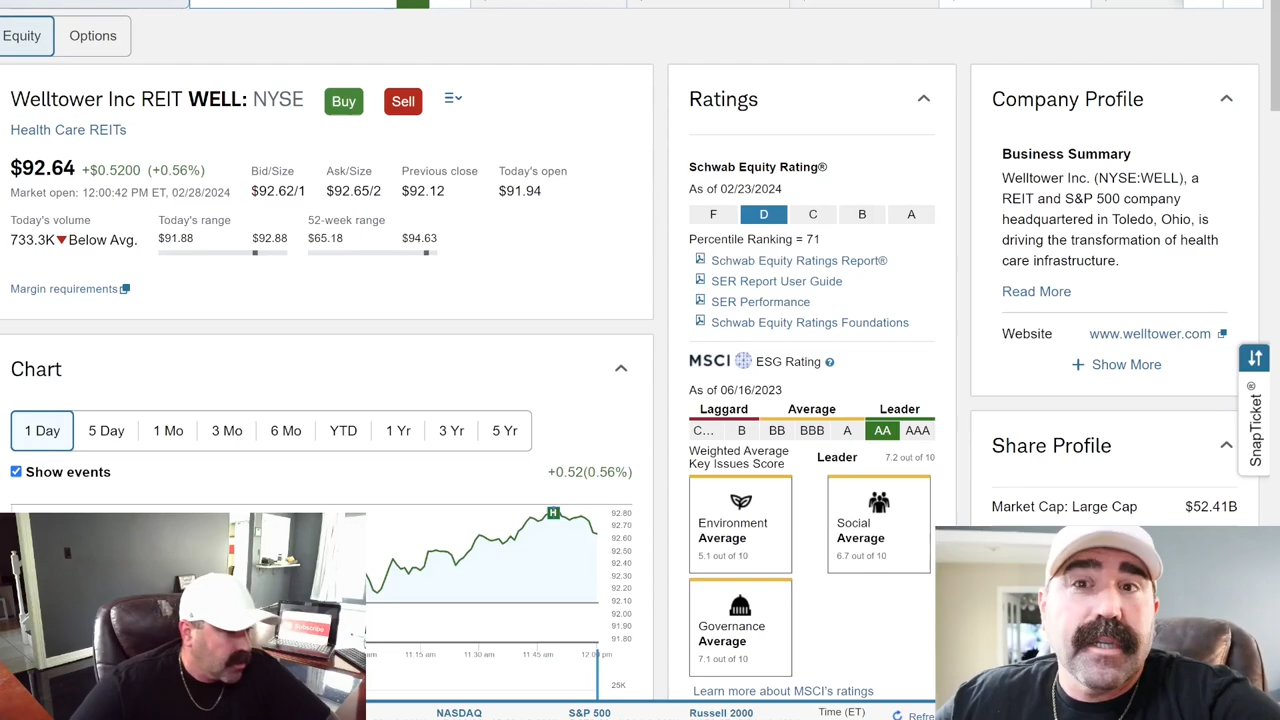 Equity
Options
Welltower Inc REIT WELL: NYSE
Buy
Sell
Health Care REITs
$92.64 +$0.5200 (+0.56%)
Market open: 12:00:42 PM ET, 02/28/2024
Bid/Size
$92.62/1
Ask/Size
$92.65/2
Previous close
$92.12
Today's open
$91.94
Today's volume
733.3K Below Avg.
Today's range
$91.88 $92.88
52-week range
$65.18 $94.63
Margin requirements
Chart
1 Day 5 Day 1 Mo 3 Mo 6 Mo YTD 1 Yr 3 Yr 5 Yr
Show events
+0.52(0.56%)
H
92.80
92.70
92.60
92.50
92.40
92.30
92.20
92.10
92.00
91.90
91.80
am 11:15 am 11:30 am 11:45 am 12:00 pm
25K
Subscribe
Ratings
Schwab Equity Rating®
As of 02/23/2024
F D C B A
Percentile Ranking = 71
Schwab Equity Ratings Report®
SER Report User Guide
SER Performance
Schwab Equity Ratings Foundations
MSCI ESG Rating
As of 06/16/2023
Laggard Average Leader
C... B BB BBB A AA AAA
Weighted Average
Key Issues Score
Leader
7.2 out of 10
Environment
Average
5.1 out of 10
Social
Average
6.7 out of 10
Governance
Average
7.1 out of 10
Learn more about MSCI's ratings
Company Profile
Business Summary
Welltower Inc. (NYSE:WELL), a
REIT and S&P 500 company
headquartered in Toledo, Ohio, is
driving the transformation of health
care infrastructure.
Read More
Website www.welltower.com
+ Show More
SnapTicket®
Share Profile
Market Cap: Large Cap $52.41B
NASDAQ S&P 500 Russell 2000 Time (ET) Refre